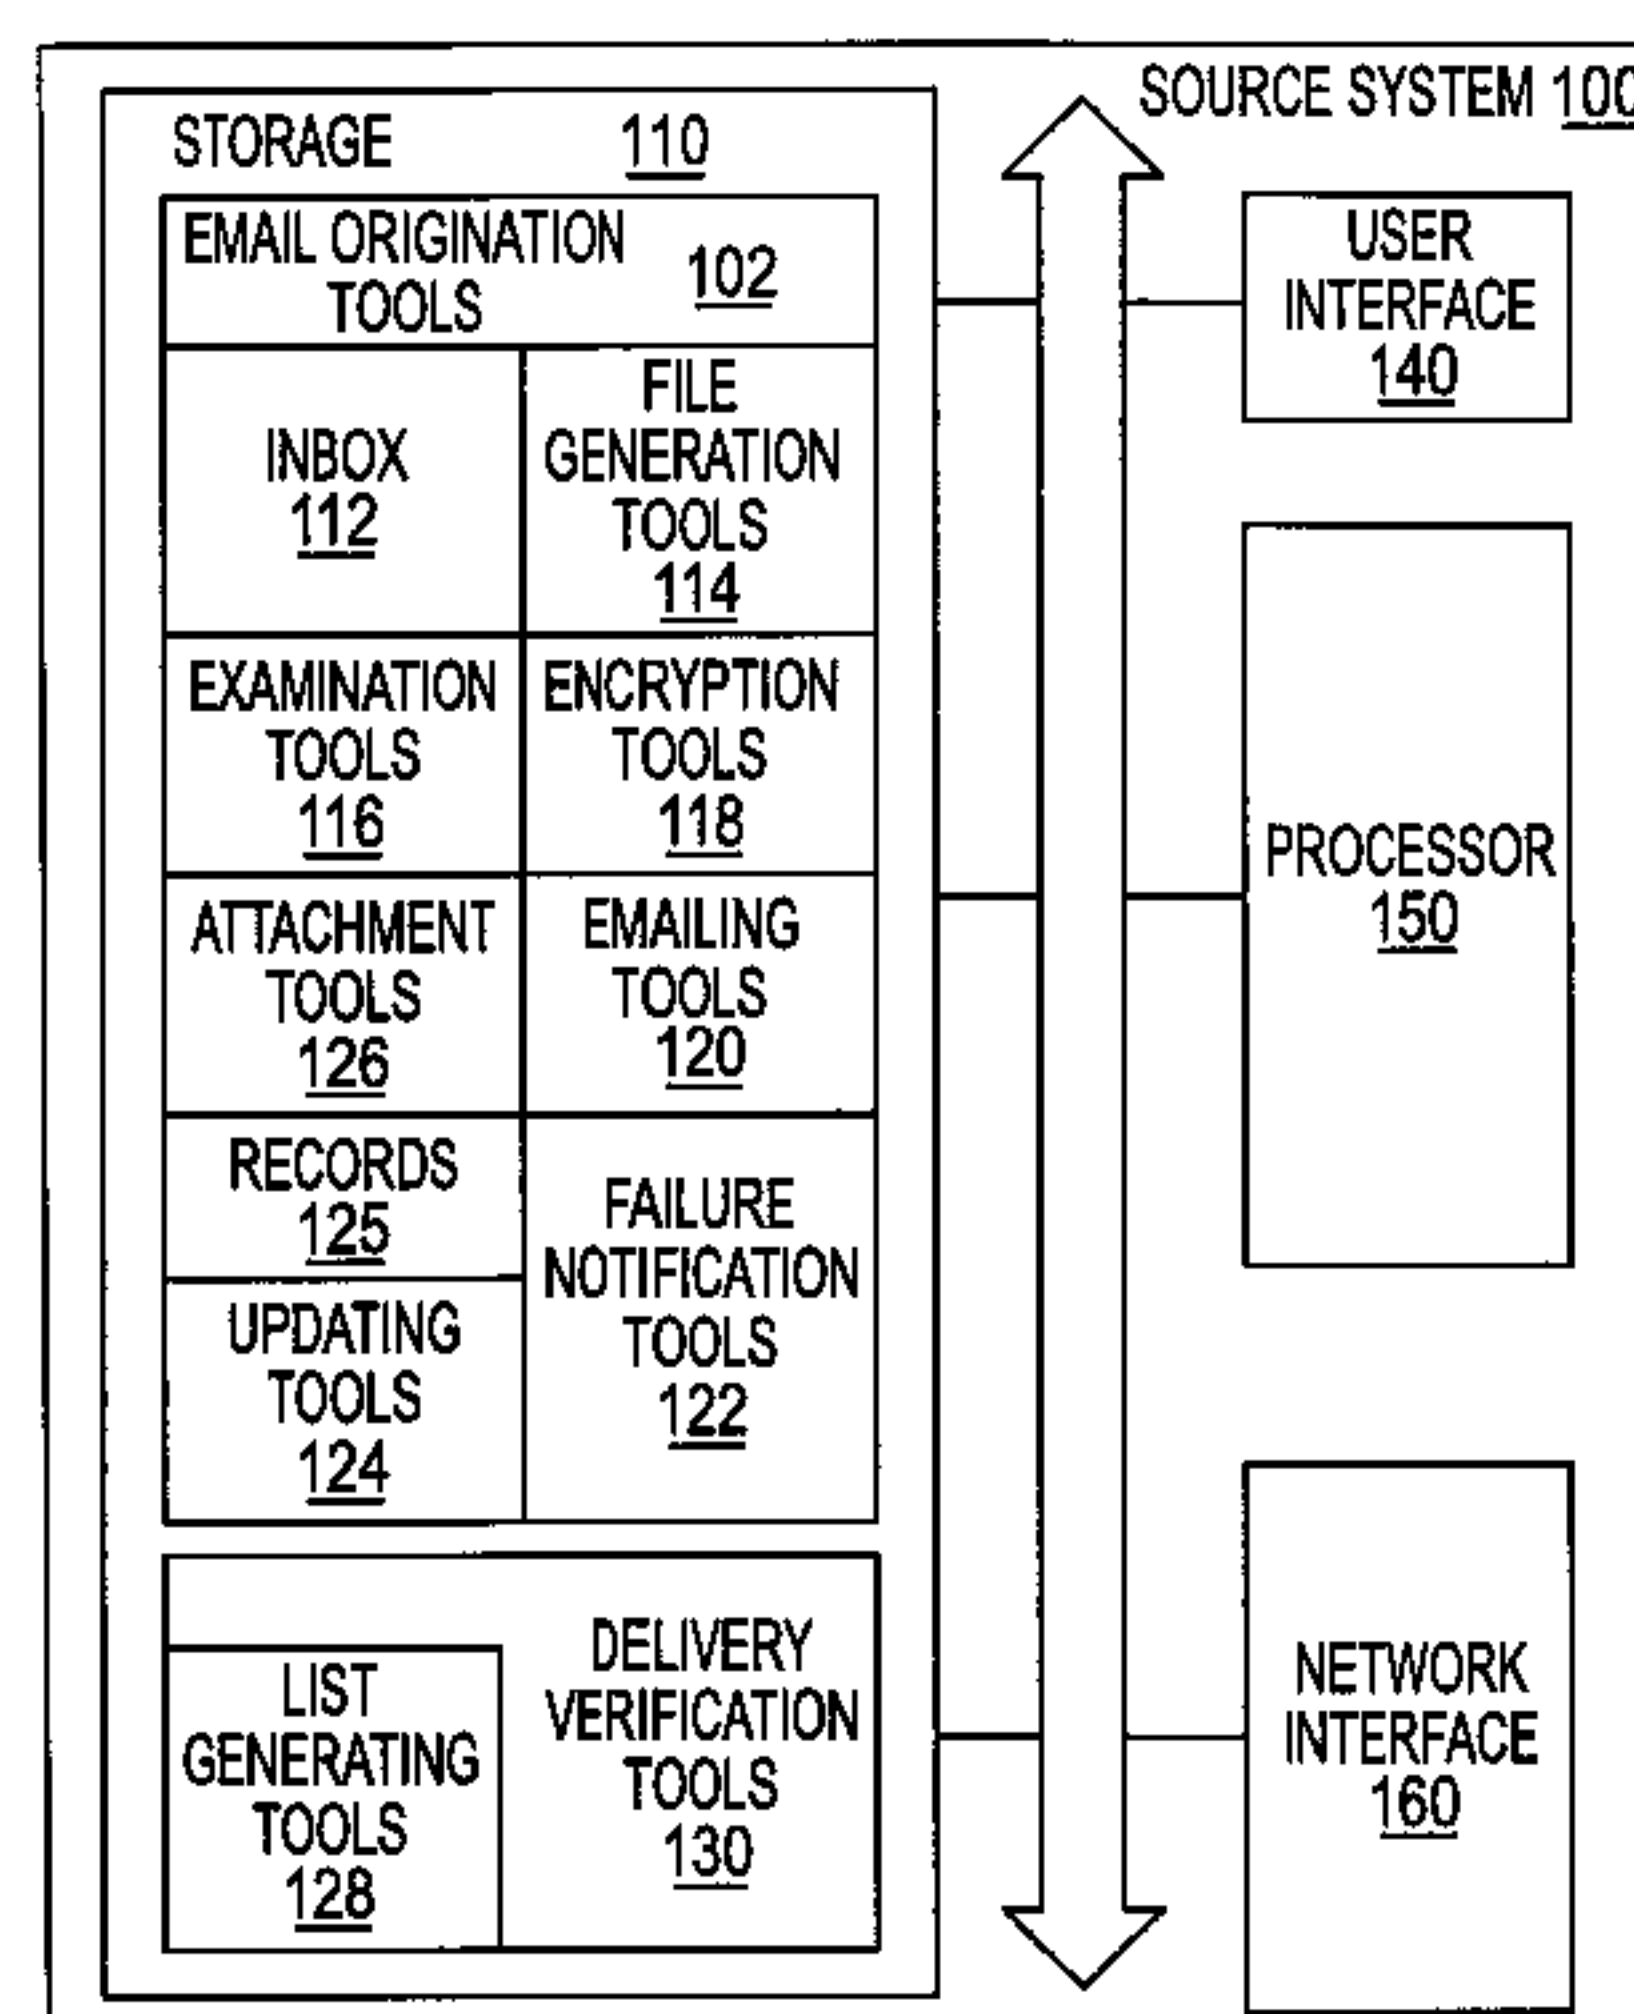 SOURCE SYSTEM 100
STORAGE 110
EMAIL ORIGINATION
TOOLS
102
INBOX
112
FILE
GENERATION
TOOLS
114
EXAMINATION
TOOLS
116
ENCRYPTION
TOOLS
118
ATTACHMENT
TOOLS
126
EMAILING
TOOLS
120
RECORDS
125
UPDATING
TOOLS
124
FAILURE
NOTIFICATION
TOOLS
122
LIST
GENERATING
TOOLS
128
DELIVERY
VERIFICATION
TOOLS
130
USER
INTERFACE
140
PROCESSOR
150
NETWORK
INTERFACE
160